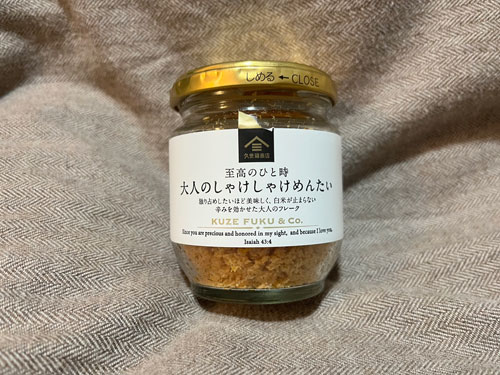 しめる ← CLOSE
久世福商店
至高のひと時
大人のしゃけしゃけめんたい
独り占めしたいほど美味しく、白米が止まらない
辛みを効かせた大人のフレーク
KUZE FUKU & Co.
Since you are precious and honored in my sight, and because I love you.
Isaiah 43:4